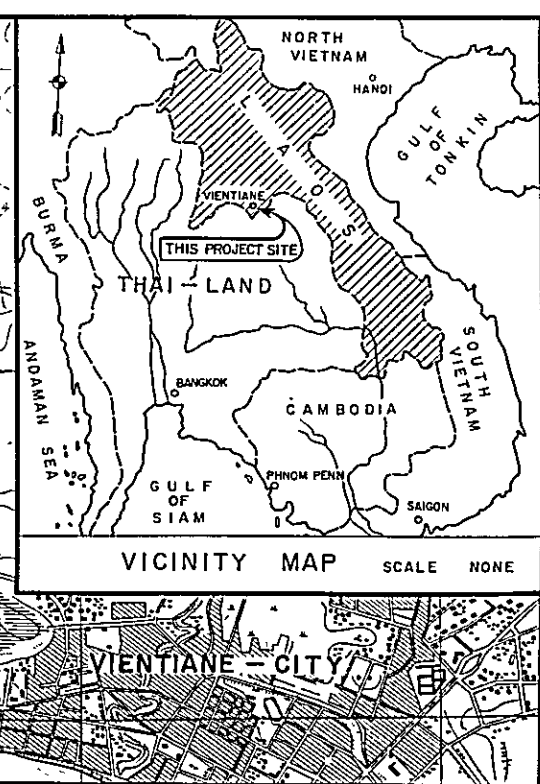 NORTH
VIETNAM
HANOI
GULF
OF
TONKIN
LAOS
VIENTIANE
BURMA
THIS PROJECT SITE
THAI-LAND
ANDAMAN
SEA
BANGKOK
CAMBODIA
SOUTH
VIETNAM
GULF
OF
SIAM
PHNOM PENN
SAIGON
VICINITY MAP SCALE NONE
VIENTIANE-CITY